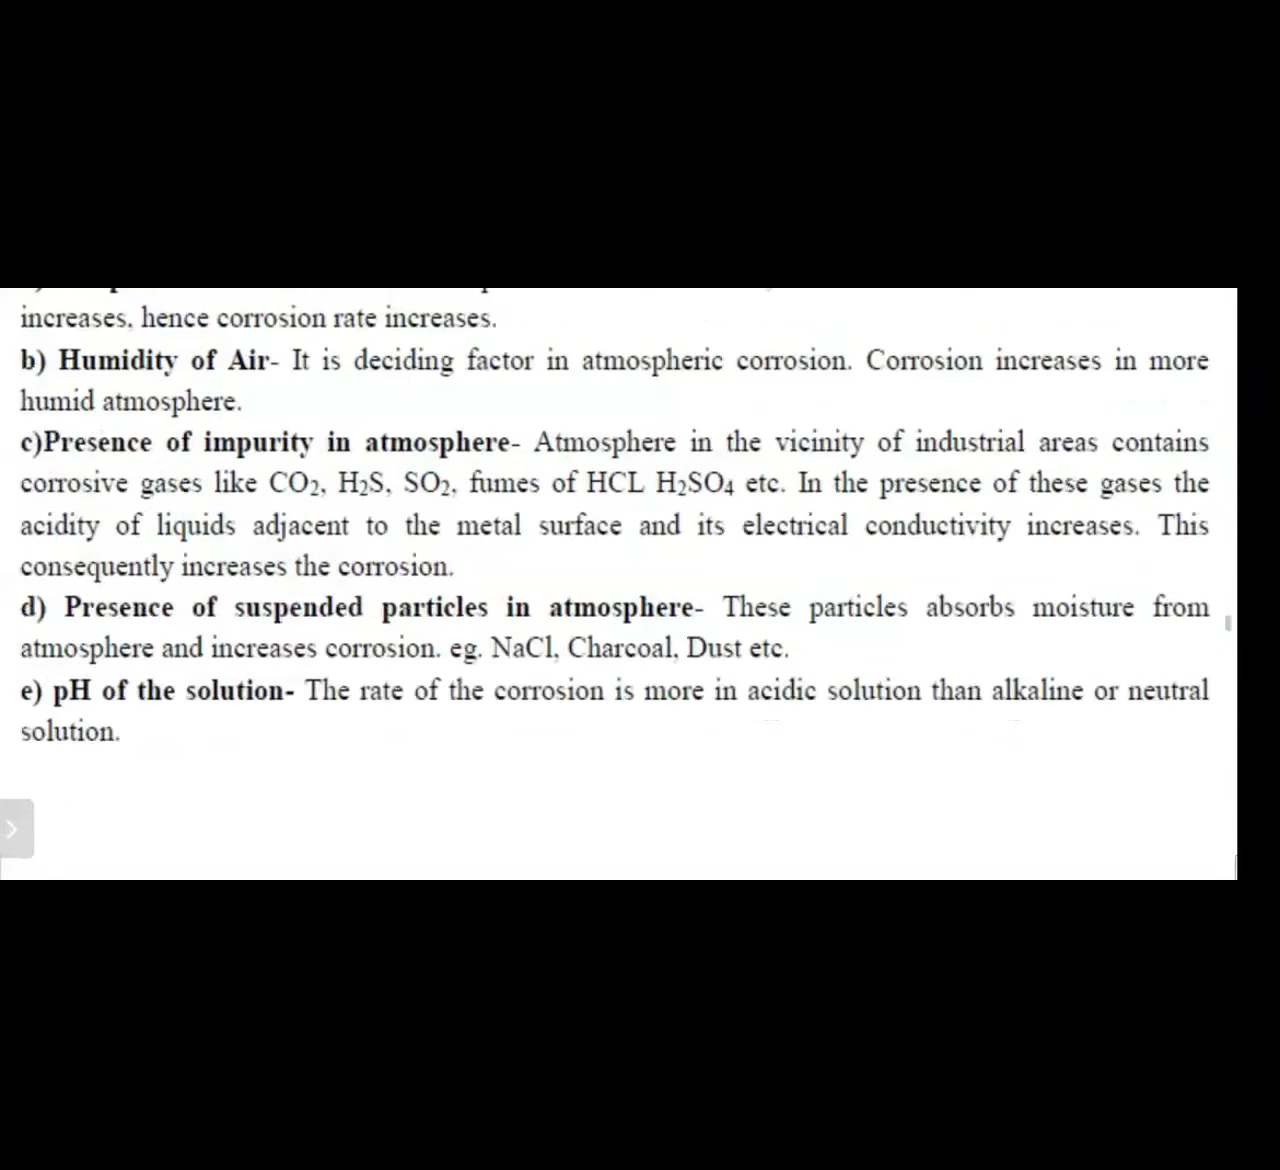 increases, hence corrosion rate increases.
b) Humidity of Air- It is deciding factor in atmospheric corrosion. Corrosion increases in more
humid atmosphere.
c)Presence of impurity in atmosphere- Atmosphere in the vicinity of industrial areas contains
corrosive gases like CO₂, H₂S, SO₂, fumes of HCL H₂SO₄ etc. In the presence of these gases the
acidity of liquids adjacent to the metal surface and its electrical conductivity increases. This
consequently increases the corrosion.
d) Presence of suspended particles in atmosphere- These particles absorbs moisture from
atmosphere and increases corrosion. eg. NaCl, Charcoal, Dust etc.
e) pH of the solution- The rate of the corrosion is more in acidic solution than alkaline or neutral
solution.